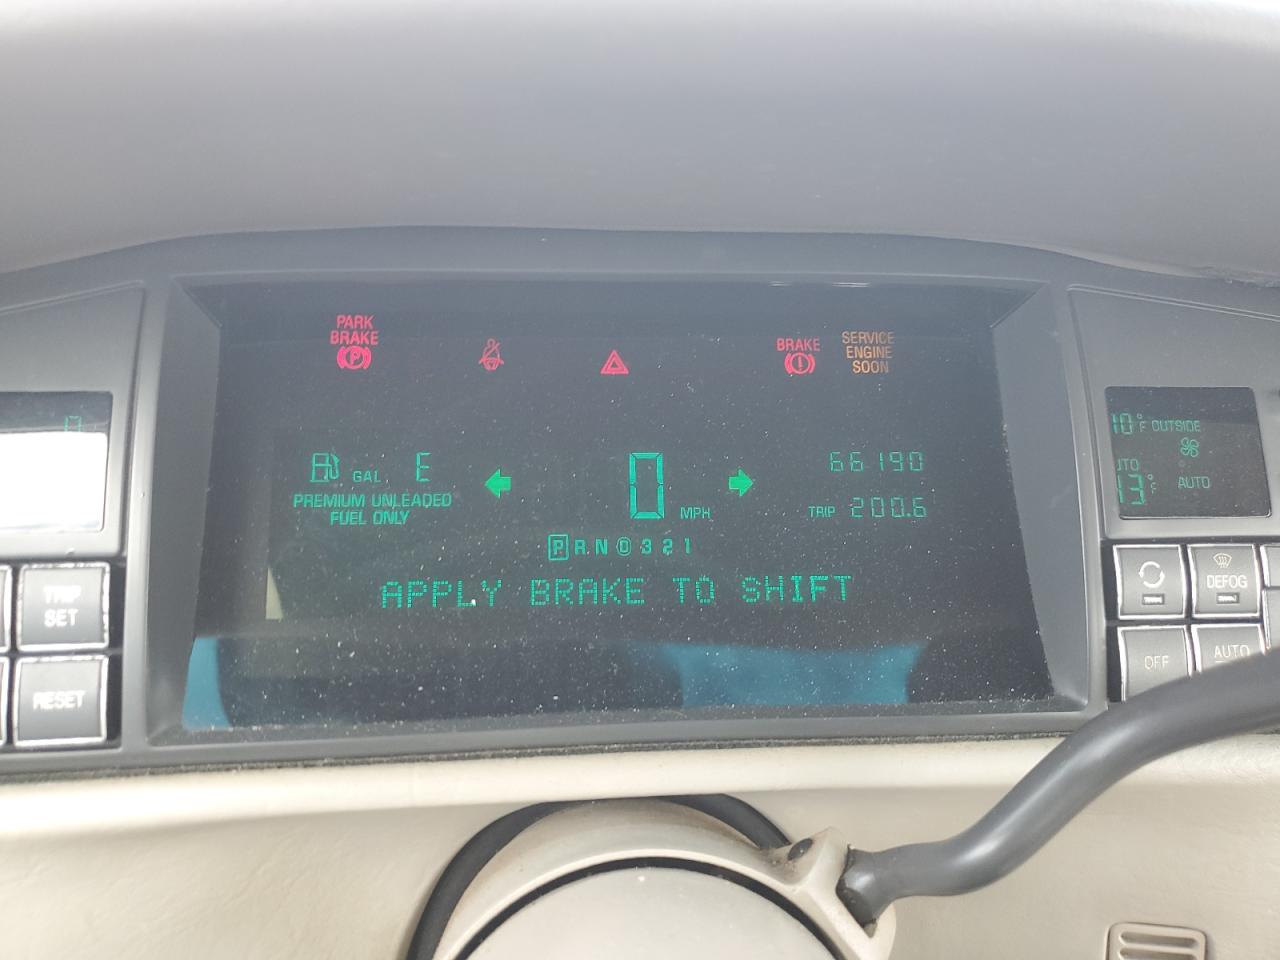 PARK
BRAKE
P
BRAKE
SERVICE
ENGINE
SOON
GAL E
PREMIUM UNLEADED
FUEL ONLY
0 MPH
66190
TRIP 200.6
P R N D 3 2 1
APPLY BRAKE TO SHIFT
TRIP
SET
RESET
10°F OUTSIDE
AUTO
DEFOG
OFF
AUTO